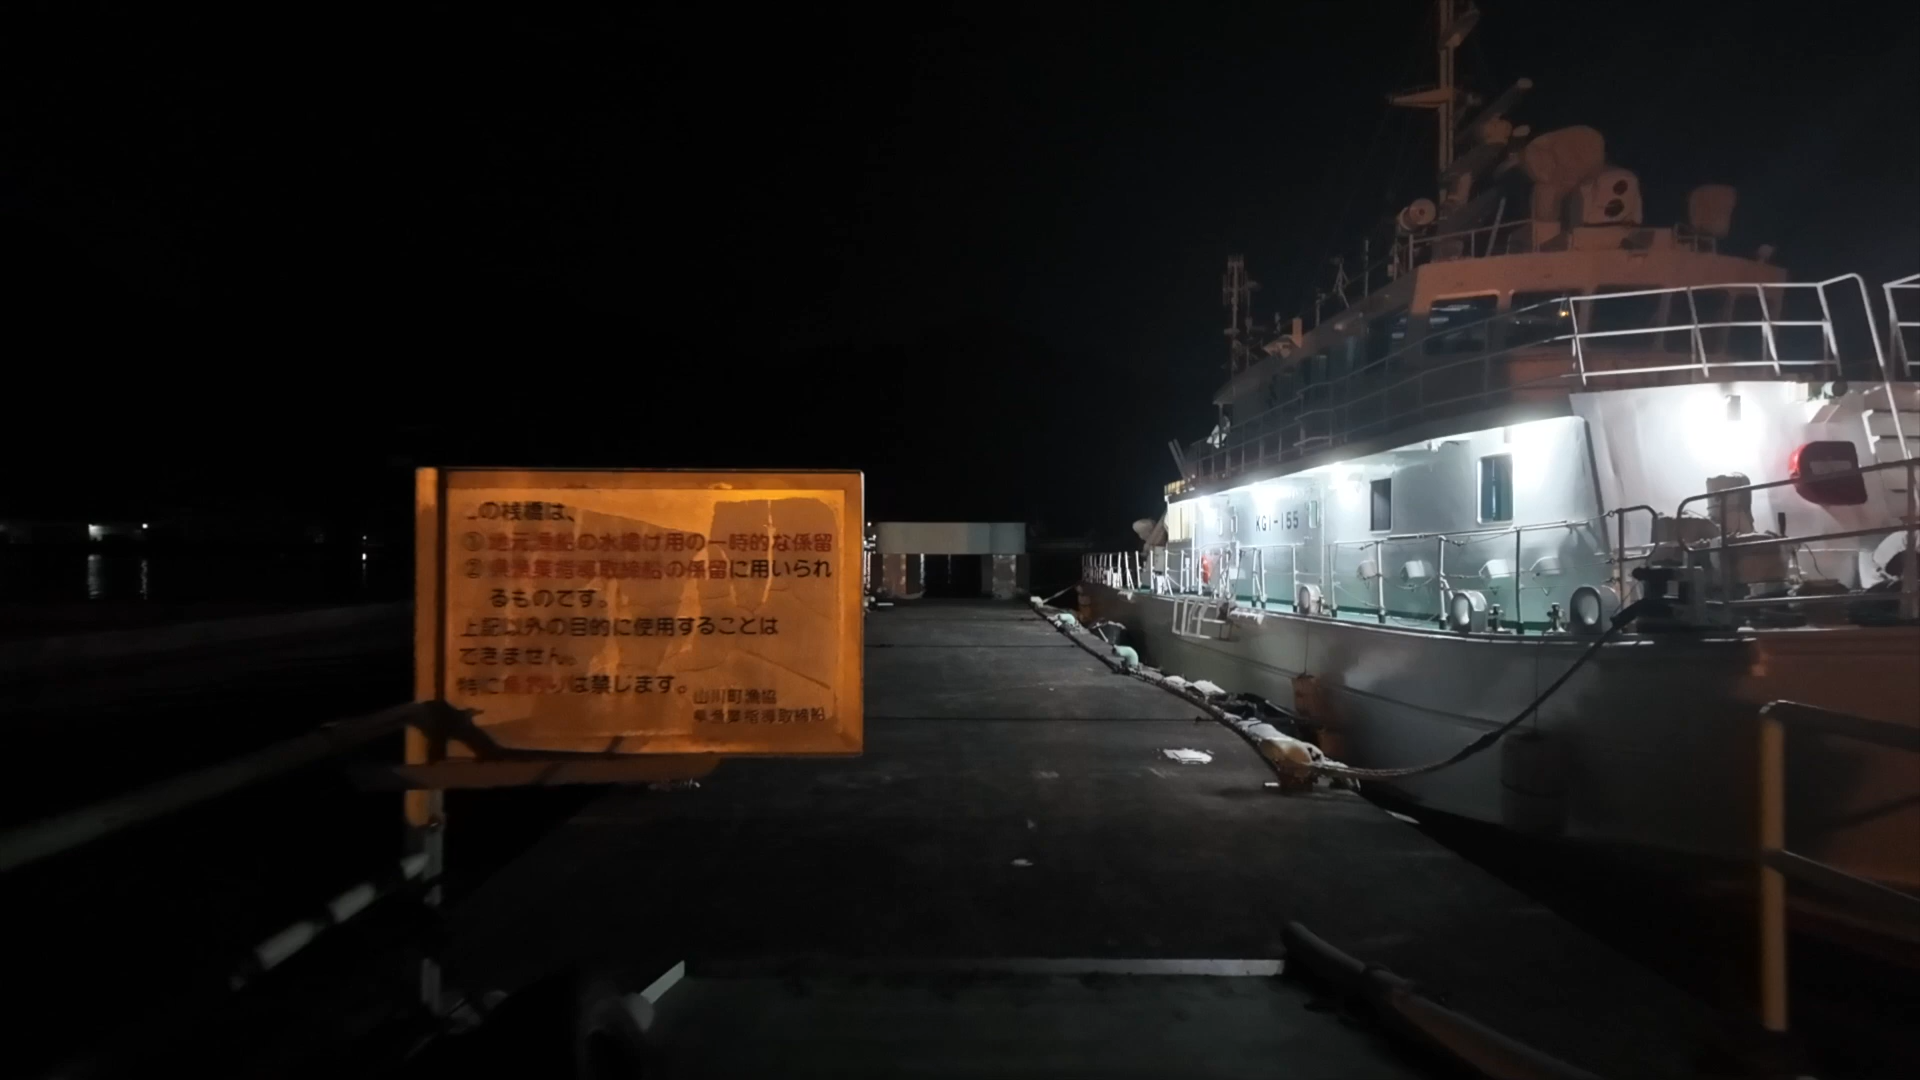 この桟橋は、
① 地元漁船の水揚げ用の一時的な係留
② 県漁業指導取締船の係留に用いられ
るものです。
上記以外の目的に使用することは
できません。
特に魚釣りは禁じます。
山川町漁協
県漁業指導取締船
KG1-155